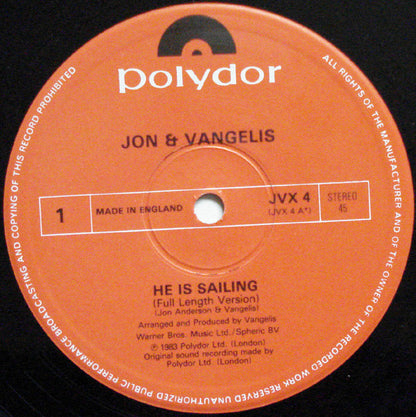 polydor
JON & VANGELIS
1
MADE IN ENGLAND
JVX 4
(JVX 4 A*)
STEREO
45
HE IS SAILING
(Full Length Version)
(Jon Anderson & Vangelis)
Arranged and Produced by Vangelis
Warner Bros. Music Ltd./Spheric BV
℗ 1983 Polydor Ltd. (London)
Original sound recording made by
Polydor Ltd. (London)
ALL RIGHTS OF THE MANUFACTURER AND OF THE OWNER OF THE RECORDED WORK RESERVED UNAUTHORIZED PUBLIC PERFORMANCE BROADCASTING AND COPYING OF THIS RECORD PROHIBITED